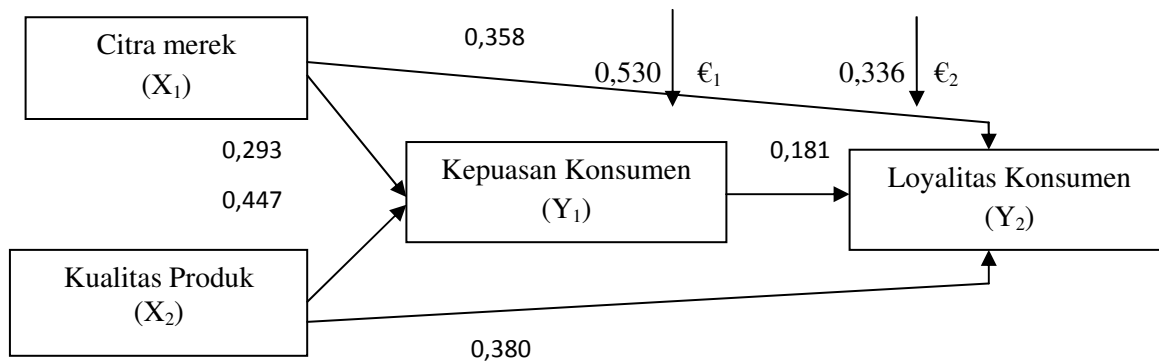 Citra merek
(X₁)
0,358
0,530 €₁
0,336 €₂
0,293
0,447
Kepuasan Konsumen
(Y₁)
0,181
Loyalitas Konsumen
(Y₂)
Kualitas Produk
(X₂)
0,380